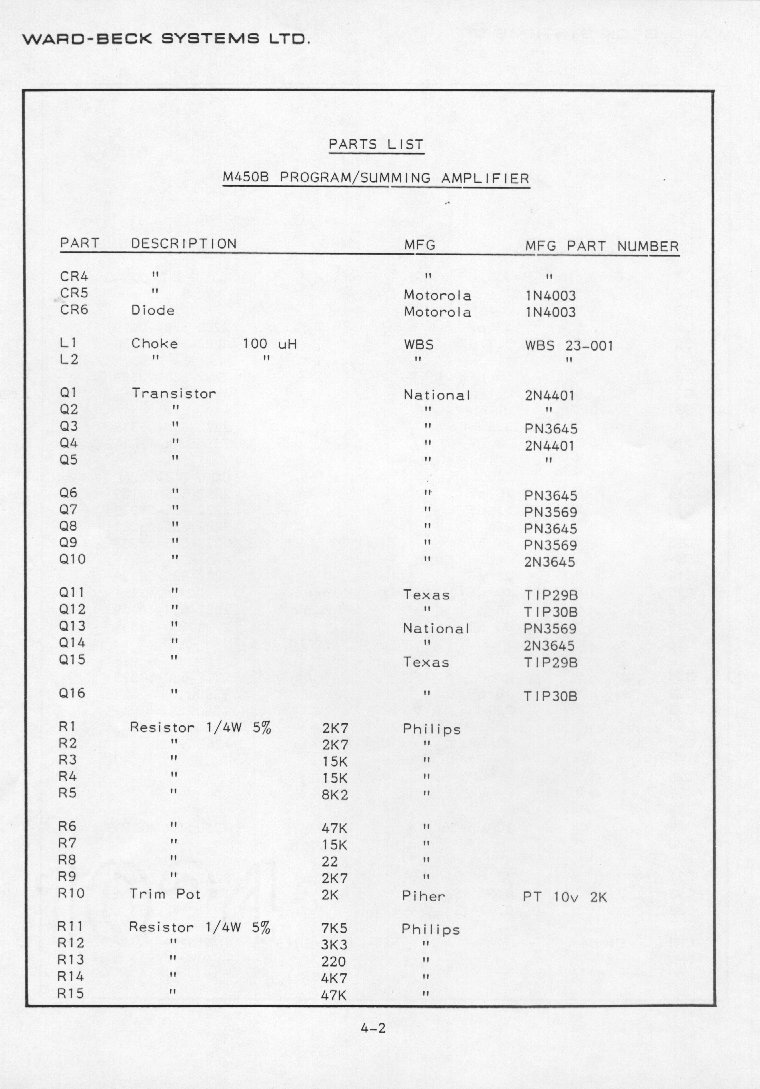 WARD-BECK SYSTEMS LTD.
PARTS LIST
M450B PROGRAM/SUMMING AMPLIFIER
PART DESCRIPTION MFG MFG PART NUMBER
CR4 " " "
CR5 " Motorola 1N4003
CR6 Diode Motorola 1N4003
L1 Choke 100 uH WBS WBS 23-001
L2 " " " "
Q1 Transistor National 2N4401
Q2 " " "
Q3 " " PN3645
Q4 " " 2N4401
Q5 " " "
Q6 " " PN3645
Q7 " " PN3569
Q8 " " PN3645
Q9 " " PN3569
Q10 " " 2N3645
Q11 " Texas TIP29B
Q12 " " TIP30B
Q13 " National PN3569
Q14 " " 2N3645
Q15 " Texas TIP29B
Q16 " " TIP30B
R1 Resistor 1/4W 5% 2K7 Philips
R2 " 2K7 "
R3 " 15K "
R4 " 15K "
R5 " 8K2 "
R6 " 47K "
R7 " 15K "
R8 " 22 "
R9 " 2K7 "
R10 Trim Pot 2K Piher PT 10v 2K
R11 Resistor 1/4W 5% 7K5 Philips
R12 " 3K3 "
R13 " 220 "
R14 " 4K7 "
R15 " 47K "
4-2